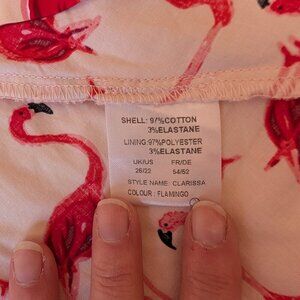 SHELL: 97%COTTON
3%ELASTANE
LINING:97%POLYESTER
3%ELASTANE
UK/US FR/DE
26/22 54/52
STYLE NAME: CLARISSA
COLOUR: FLAMINGO